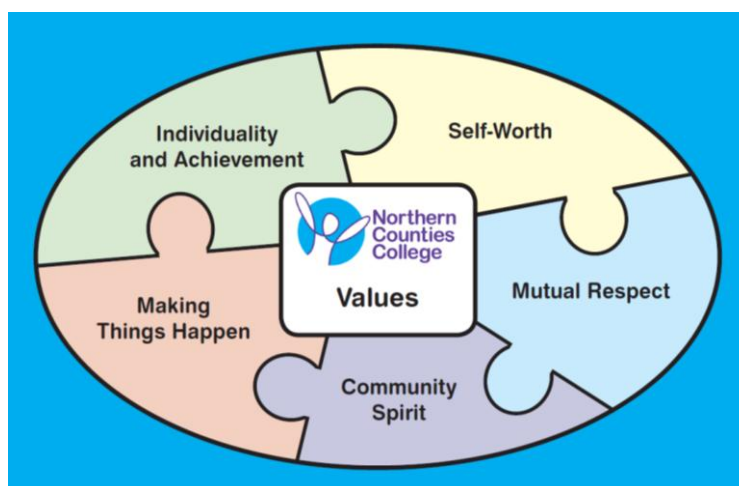 Individuality
and Achievement
Self-Worth
Northern
Counties
College
Values
Mutual Respect
Making
Things Happen
Community
Spirit